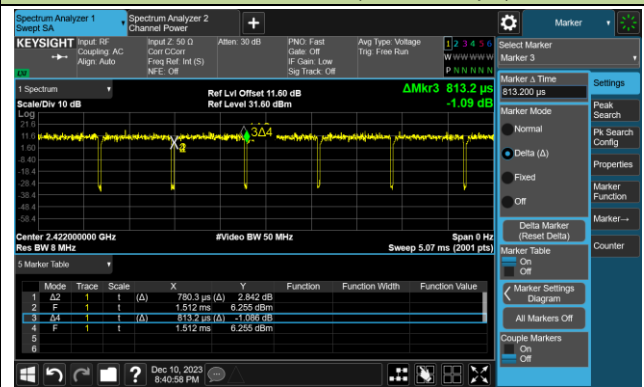 Spectrum Analyzer 1
Swept SA
Spectrum Analyzer 2
Channel Power
Marker
KEYSIGHT
Input: RF
Coupling: AC
Align: Auto
Input Z: 50 Ω
Corr CCorr
Freq Ref: Int (S)
NFE: Off
Atten: 30 dB
PNO: Fast
Gate: Off
IF Gain: Low
Sig Track: Off
Avg Type: Voltage
Trig: Free Run
1 2 3 4 5 6
W W W W W W
P N N N N N
Select Marker
Marker 3
1 Spectrum
Scale/Div 10 dB
Ref Lvl Offset 11.60 dB
Ref Level 31.60 dBm
ΔMkr3 813.2 µs
-1.09 dB
Log
21.6
11.6
1.60
-8.40
-18.4
-28.4
-38.4
-48.4
-58.4
3Δ4
Center 2.422000000 GHz
Res BW 8 MHz
#Video BW 50 MHz
Span 0 Hz
Sweep 5.07 ms (2001 pts)
Marker Δ Time
813.200 µs
Marker Mode
Normal
Delta (Δ)
Fixed
Off
Delta Marker
(Reset Delta)
Marker Table
On
Off
Marker Settings
Diagram
All Markers Off
Couple Markers
On
Off
Settings
Peak
Search
Pk Search
Config
Properties
Marker
Function
Marker→
Counter
5 Marker Table
Mode Trace Scale X Y Function Function Width Function Value
1 Δ2 1 t (Δ) 780.3 µs (Δ) 2.842 dB
2 F 1 t 1.512 ms 6.255 dBm
3 Δ4 1 t (Δ) 813.2 µs (Δ) -1.086 dB
4 F 1 t 1.512 ms 6.255 dBm
5
6
Dec 10, 2023
8:40:58 PM